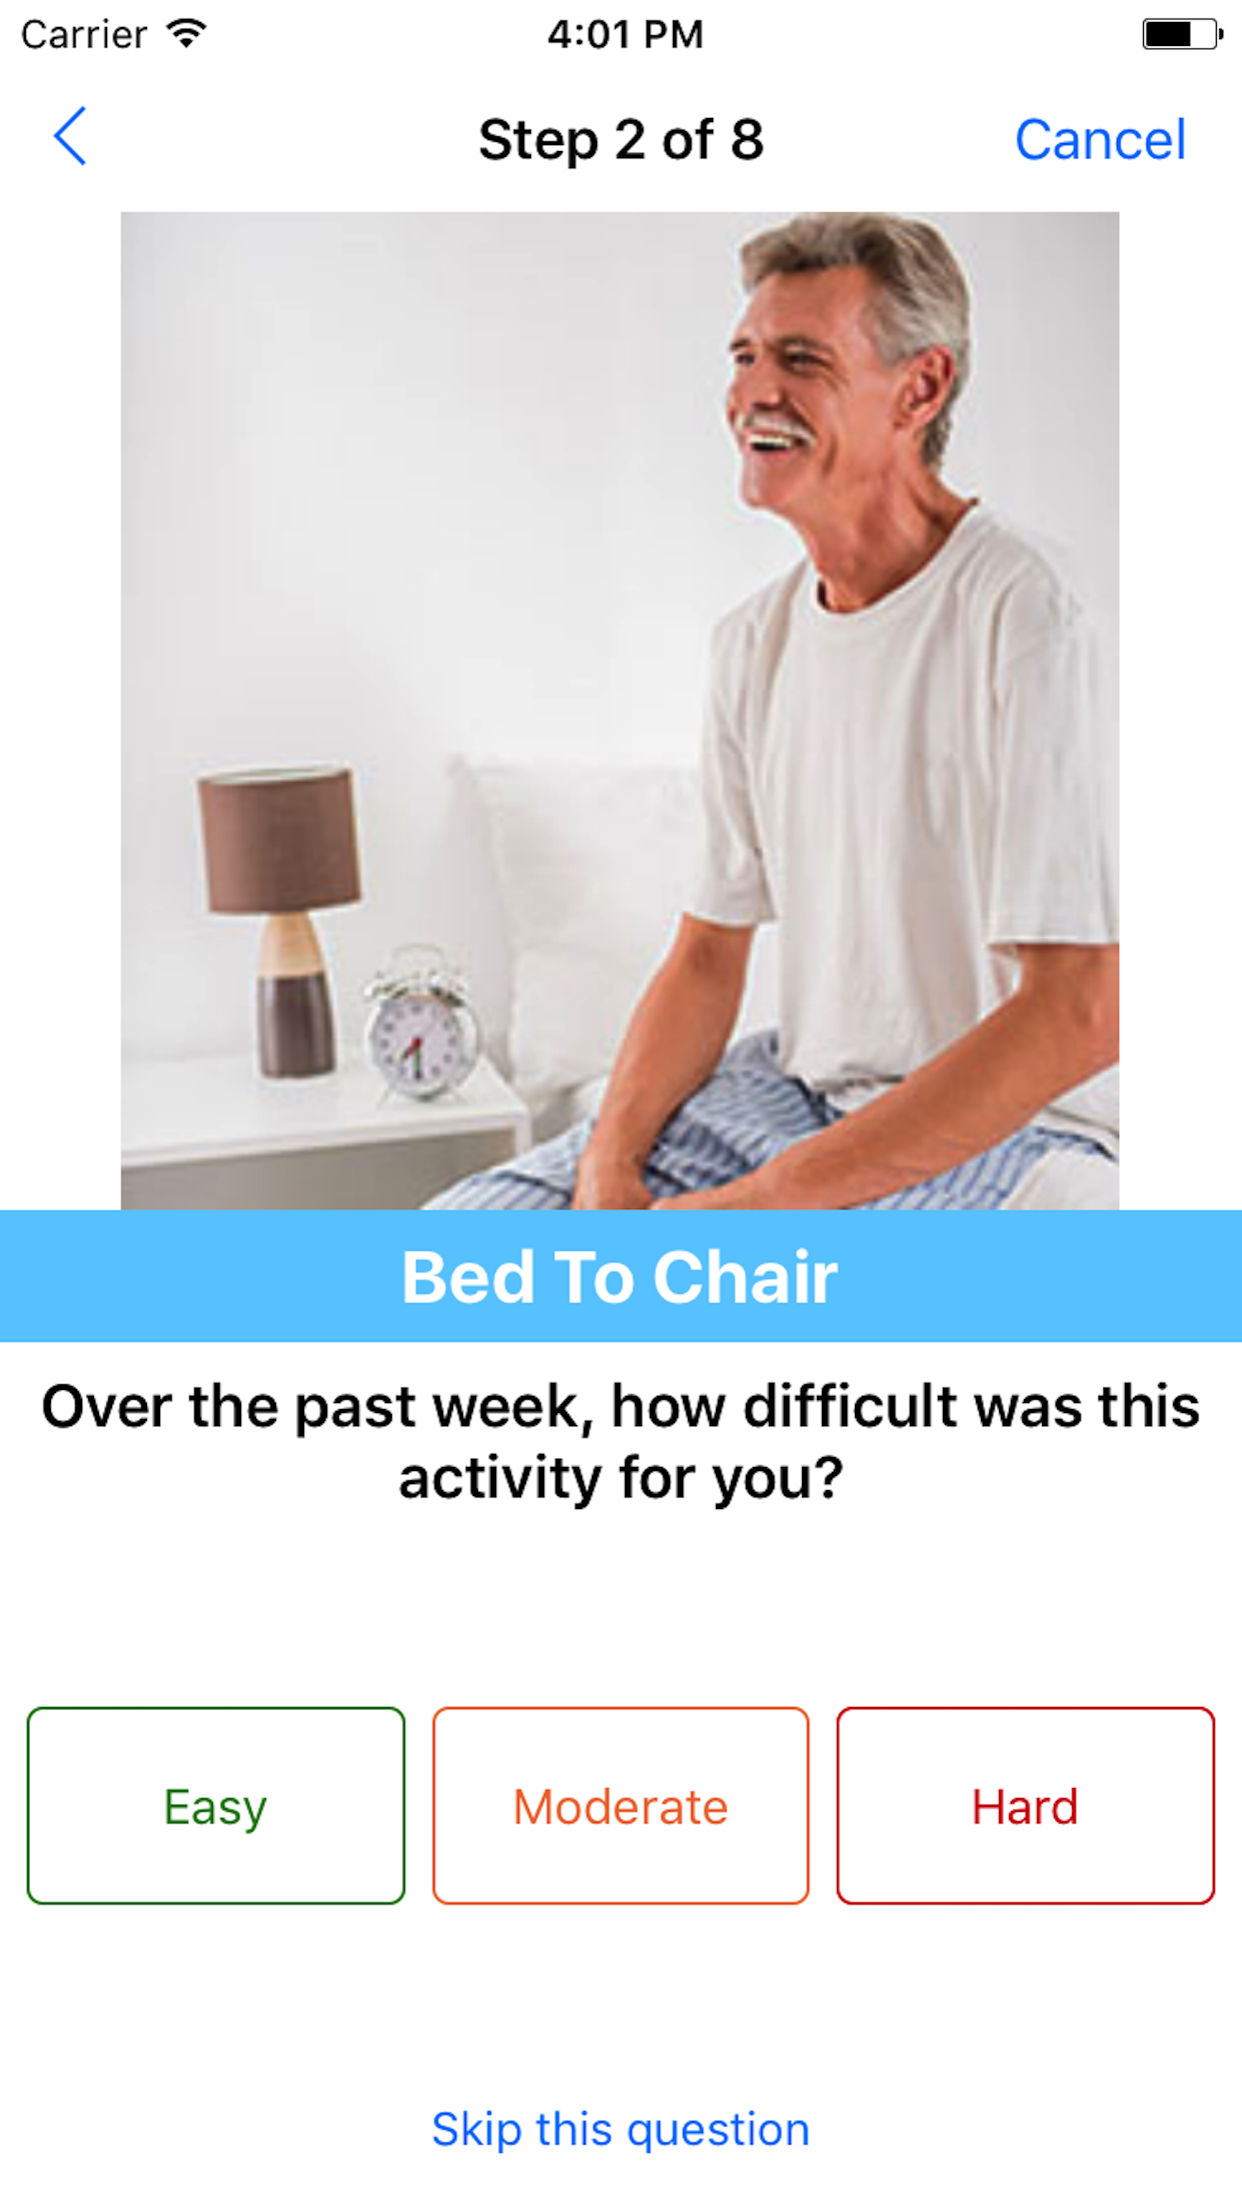 Carrier 4:01 PM
Step 2 of 8 Cancel
Bed To Chair
Over the past week, how difficult was this
activity for you?
Easy Moderate Hard
Skip this question